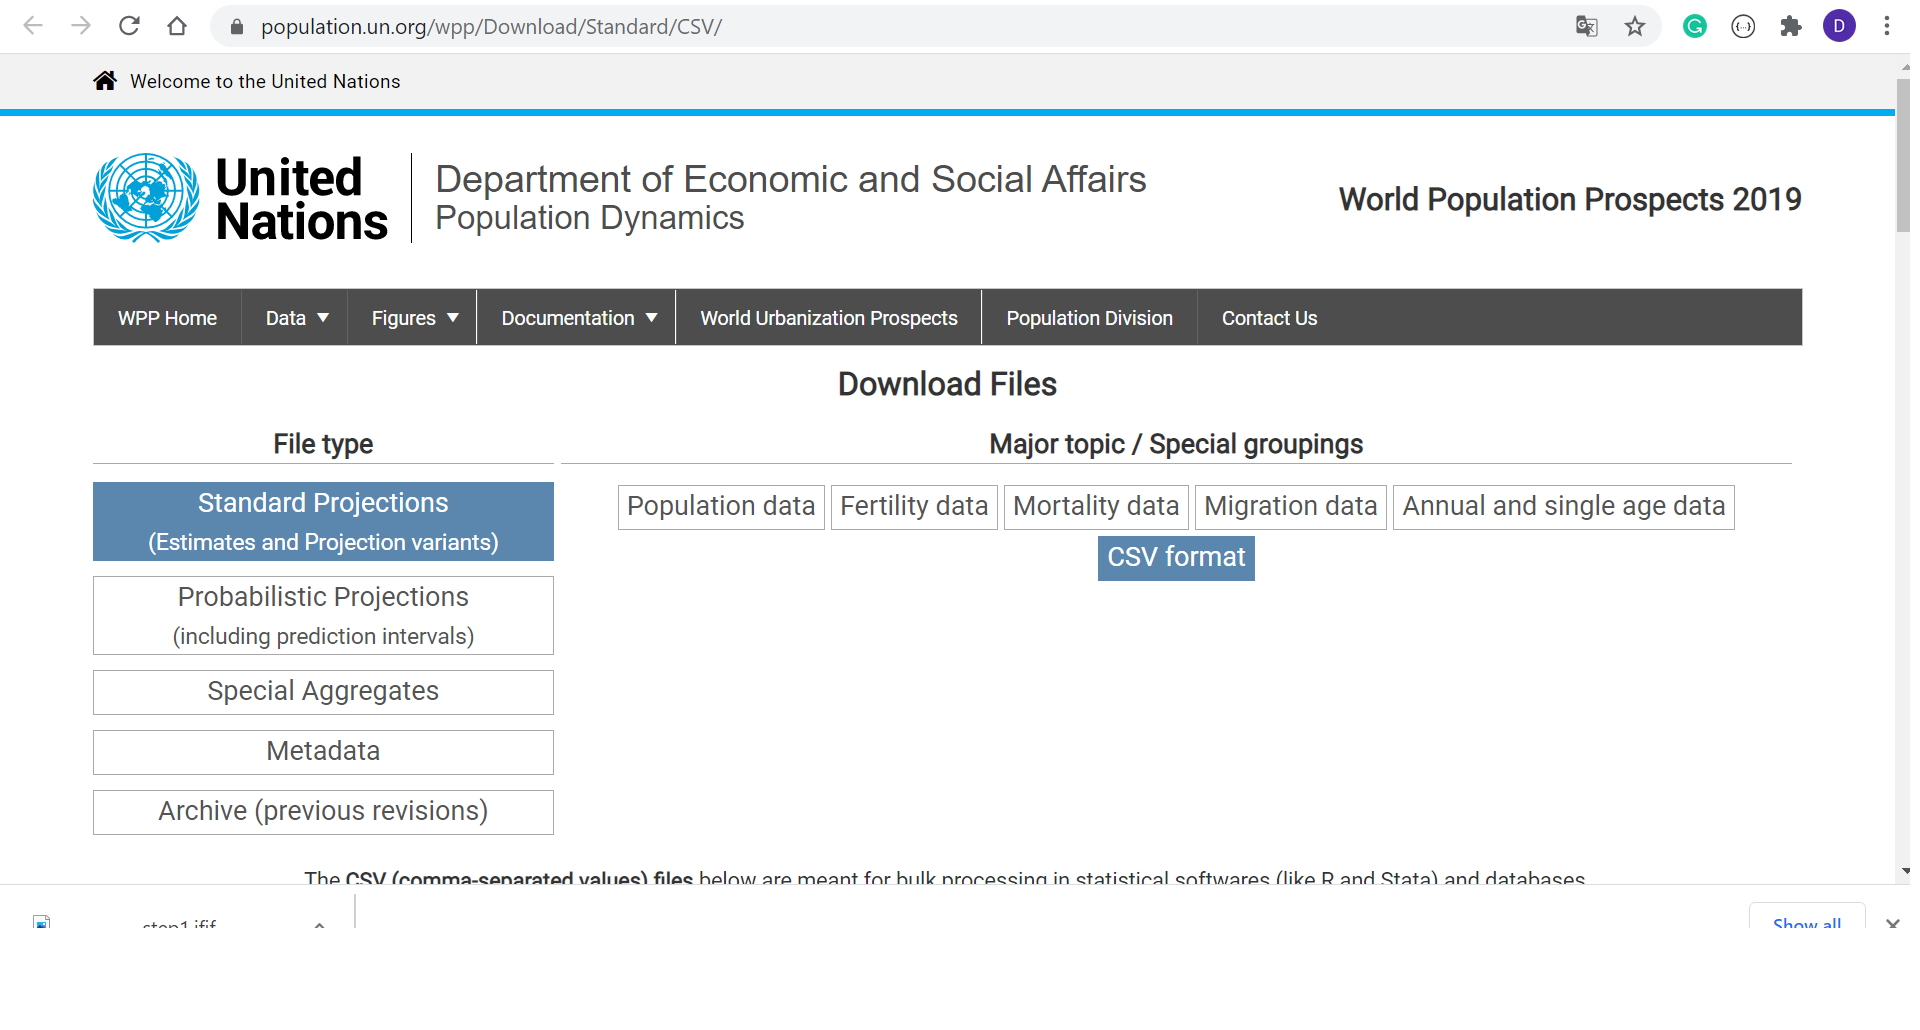 population.un.org/wpp/Download/Standard/CSV/
D
Welcome to the United Nations
United Nations
Department of Economic and Social Affairs
Population Dynamics
World Population Prospects 2019
WPP Home Data Figures Documentation World Urbanization Prospects Population Division Contact Us
Download Files
File type
Major topic / Special groupings
Standard Projections
(Estimates and Projection variants)
Probabilistic Projections
(including prediction intervals)
Special Aggregates
Metadata
Archive (previous revisions)
Population data Fertility data Mortality data Migration data Annual and single age data
CSV format
The CSV (comma-separated values) files below are meant for bulk processing in statistical softwares (like R and Stata) and databases
step1.jfif
Show all